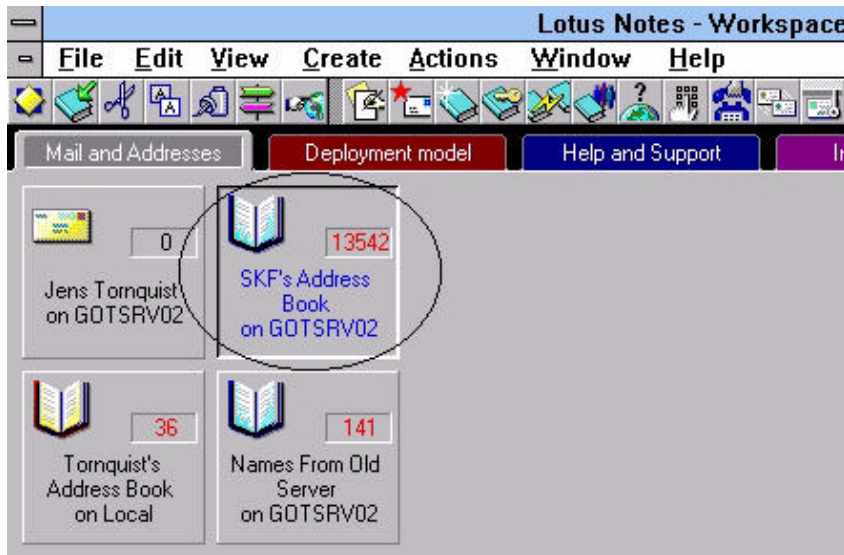 Lotus Notes - Workspace
File Edit View Create Actions Window Help
Mail and Addresses Deployment model Help and Support
0
Jens Tornquist
on GOTSRV02
13542
SKF's Address
Book
on GOTSRV02
36
Tornquist's
Address Book
on Local
141
Names From Old
Server
on GOTSRV02